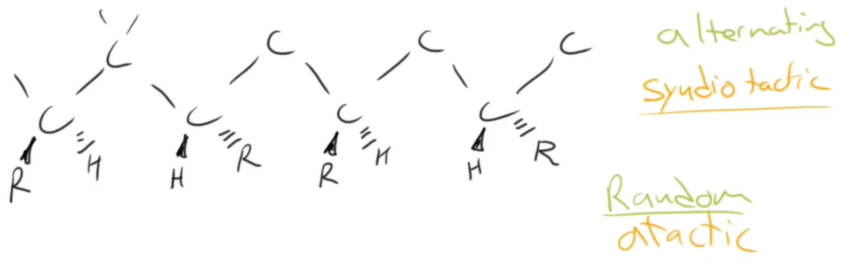 C C C C
C H C R C H C R
R H R H
alternating
syndiotactic
Random
atactic